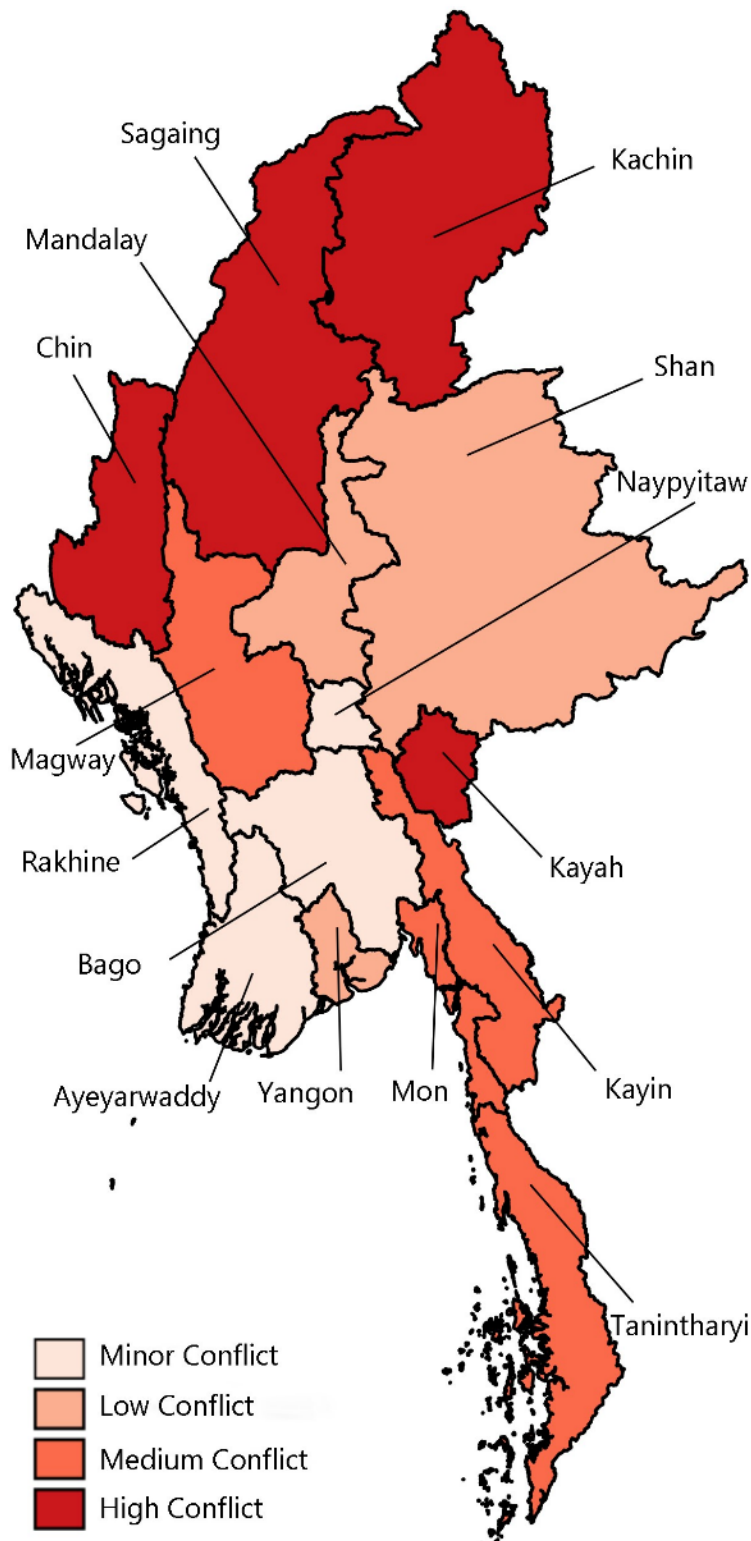 Sagaing
Kachin
Mandalay
Chin
Shan
Naypyitaw
Magway
Rakhine
Kayah
Bago
Ayeyarwaddy
Yangon
Mon
Kayin
Tanintharyi
Minor Conflict
Low Conflict
Medium Conflict
High Conflict